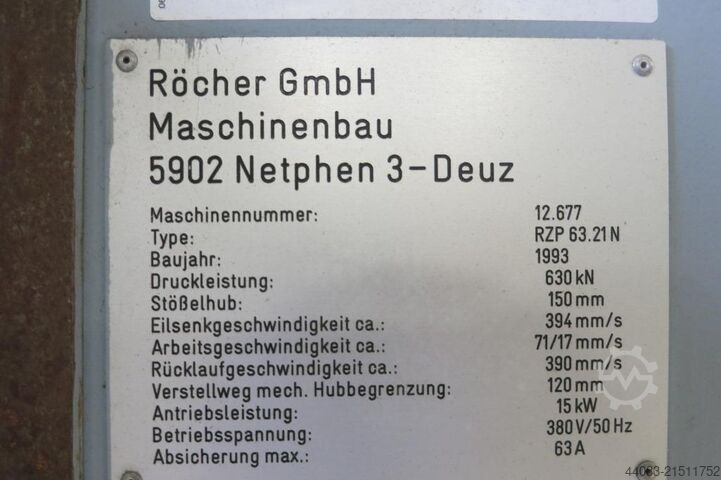 Röcher GmbH
Maschinenbau
5902 Netphen 3-Deuz
Maschinennummer: 12.677
Type: RZP 63.21 N
Baujahr: 1993
Druckleistung: 630 kN
Stößelhub: 150 mm
Eilsenkgeschwindigkeit ca.: 394 mm/s
Arbeitsgeschwindigkeit ca.: 71/17 mm/s
Rücklaufgeschwindigkeit ca.: 390 mm/s
Verstellweg mech. Hubbegrenzung: 120 mm
Antriebsleistung: 15 kW
Betriebsspannung: 380 V/50 Hz
Absicherung max.: 63 A
44083-21511752